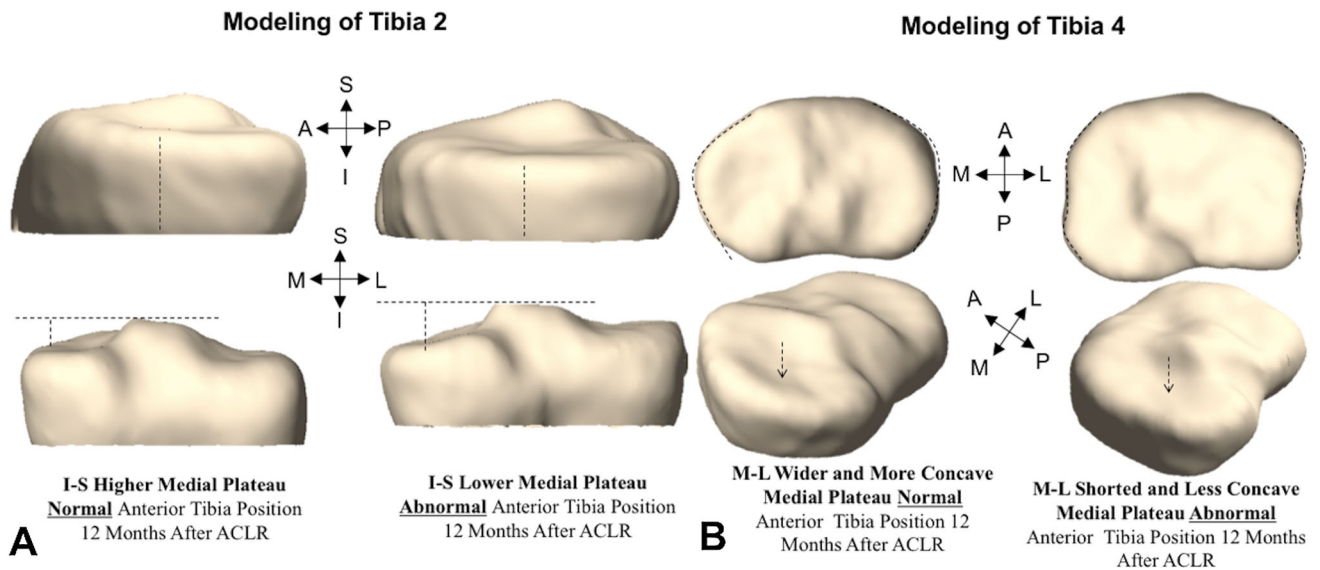 Modeling of Tibia 2
S
A
P
I
S
M
L
I
I-S Higher Medial Plateau
Normal Anterior Tibia Position
12 Months After ACLR
I-S Lower Medial Plateau
Abnormal Anterior Tibia Position
12 Months After ACLR
A
Modeling of Tibia 4
A
M
L
P
A
L
M
P
M-L Wider and More Concave
Medial Plateau Normal
Anterior Tibia Position 12
Months After ACLR
M-L Shorted and Less Concave
Medial Plateau Abnormal
Anterior Tibia Position 12 Months
After ACLR
B